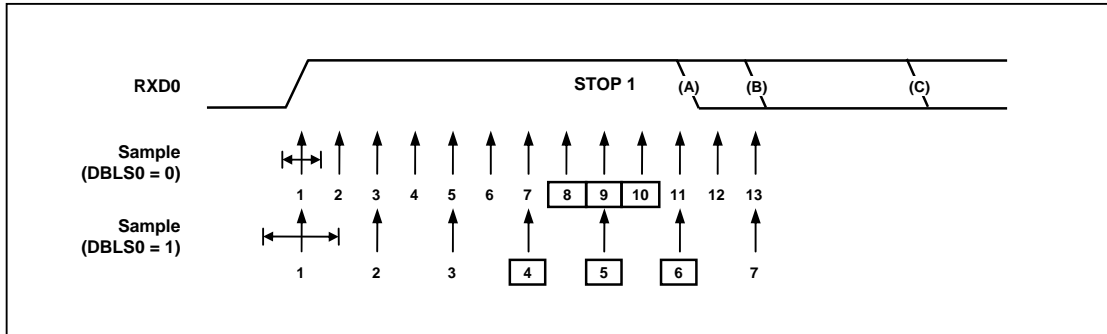 RXD0 STOP 1 (A) (B) (C)
Sample
(DBLS0 = 0)
1 2 3 4 5 6 7 8 9 10 11 12 13
Sample
(DBLS0 = 1)
1 2 3 4 5 6 7